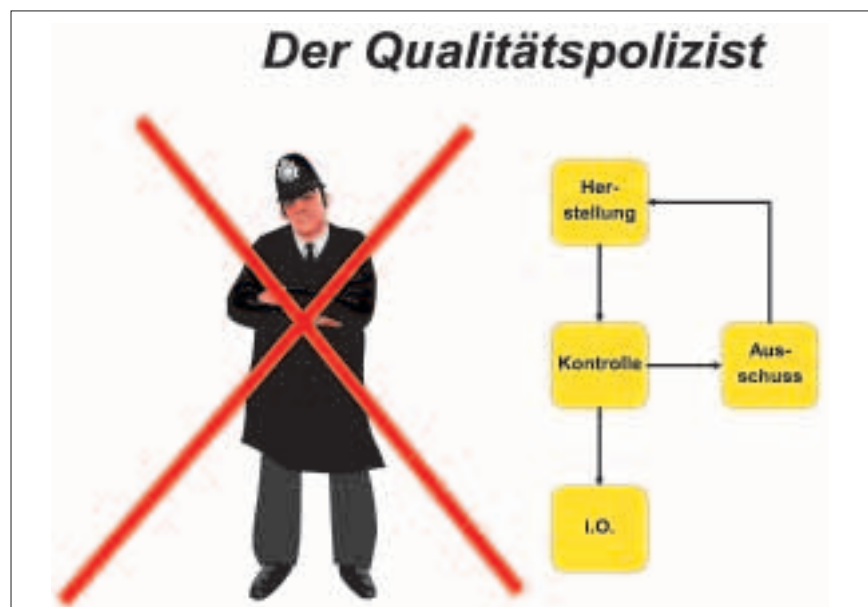 Der Qualitätspolizist
Her-
stellung
Kontrolle
Aus-
schuss
i.O.